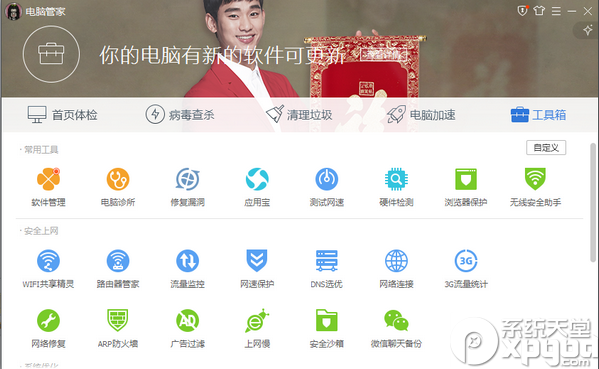 电脑管家
你的电脑有新的软件可更新
首页体检 病毒查杀 清理垃圾 电脑加速 工具箱
常用工具 自定义
软件管理 电脑诊所 修复漏洞 应用宝 测试网速 硬件检测 浏览器保护 无线安全助手
安全上网
3G
WIFI共享精灵 路由器管家 流量监控 网速保护 DNS选优 网络连接 3G流量统计
AD
网络修复 ARP防火墙 广告过滤 上网慢 安全沙箱 微信聊天备份
系统天堂
系统优化